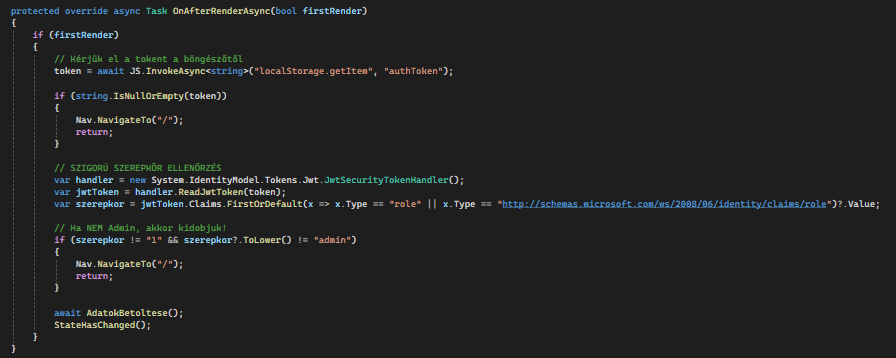 protected override async Task OnAfterRenderAsync(bool firstRender)
{
if (firstRender)
{
// Kérjük el a tokent a böngészőtől
token = await JS.InvokeAsync<string>("localStorage.getItem", "authToken");
if (string.IsNullOrEmpty(token))
{
Nav.NavigateTo("/");
return;
}
// SZIGORÚ SZEREPKÖR ELLENŐRZÉS
var handler = new System.IdentityModel.Tokens.Jwt.JwtSecurityTokenHandler();
var jwtToken = handler.ReadJwtToken(token);
var szerepkor = jwtToken.Claims.FirstOrDefault(x => x.Type == "role" || x.Type == "http://schemas.microsoft.com/ws/2008/06/identity/claims/role")?.Value;
// Ha NEM Admin, akkor kidobjuk!
if (szerepkor != "1" && szerepkor?.ToLower() != "admin")
{
Nav.NavigateTo("/");
return;
}
await AdatokBetoltese();
StateHasChanged();
}
}